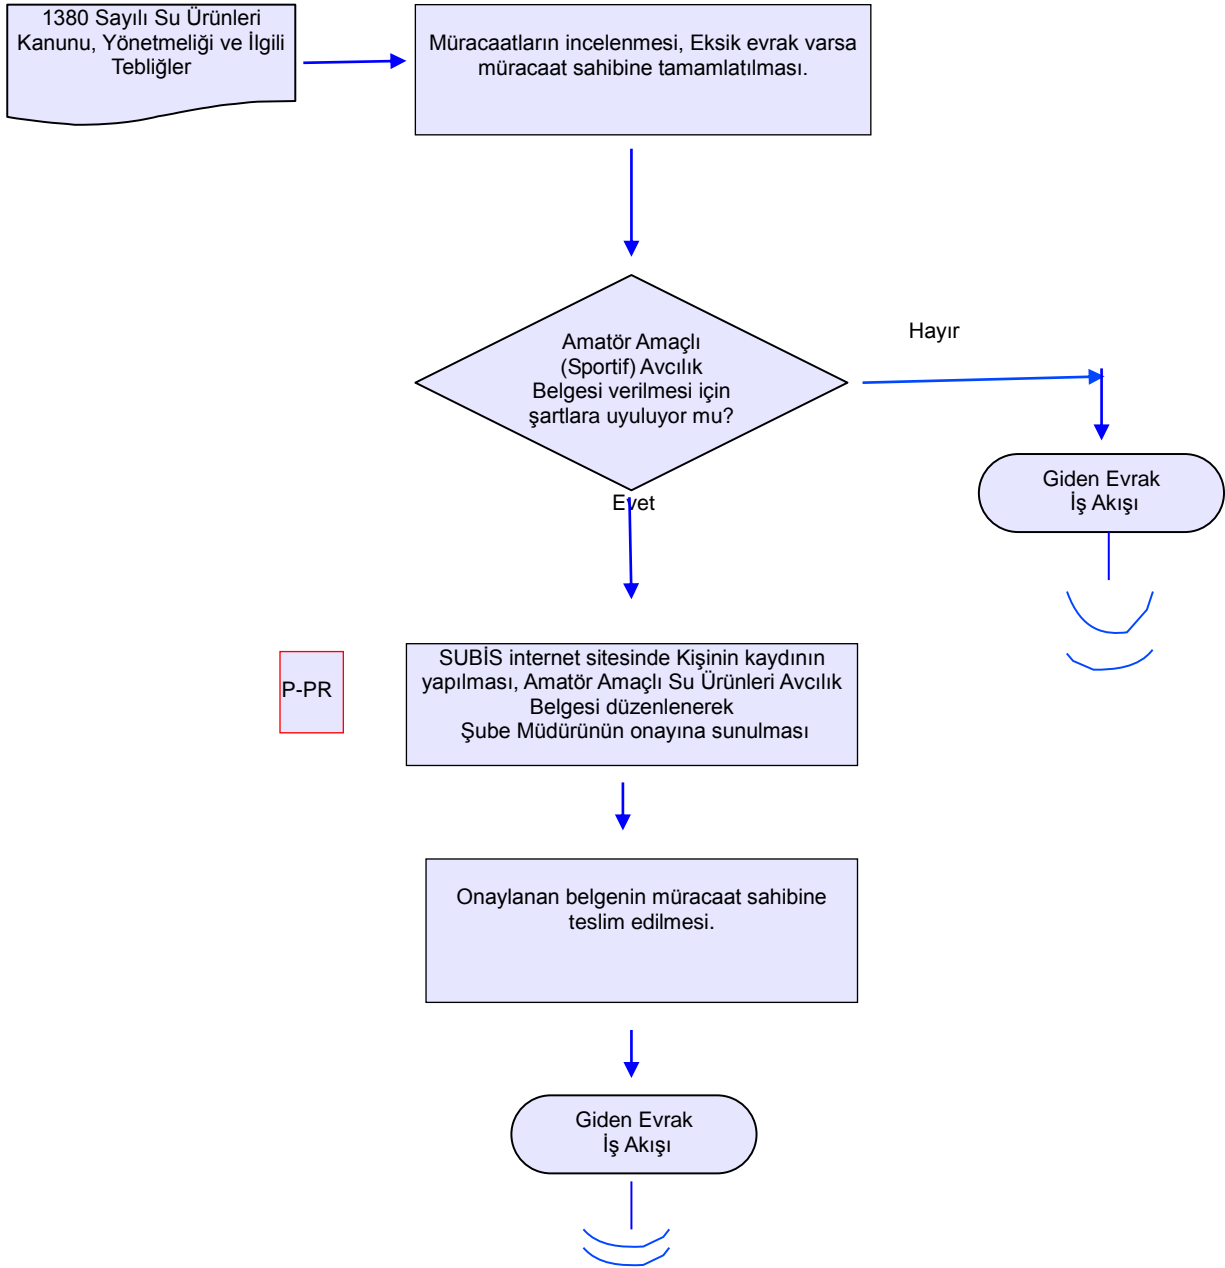 1380 Sayılı Su Ürünleri
Kanunu, Yönetmeliği ve İlgili
Tebliğler
Müracaatların incelenmesi, Eksik evrak varsa
müracaat sahibine tamamlatılması.
Amatör Amaçlı
(Sportif) Avcılık
Belgesi verilmesi için
şartlara uyuluyor mu?
Hayır
Giden Evrak
İş Akışı
Evet
P-PR
SUBİS internet sitesinde Kişinin kaydının
yapılması, Amatör Amaçlı Su Ürünleri Avcılık
Belgesi düzenlenerek
Şube Müdürünün onayına sunulması
Onaylanan belgenin müracaat sahibine
teslim edilmesi.
Giden Evrak
İş Akışı